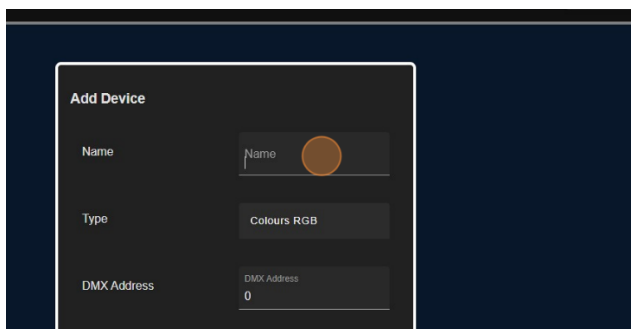 Add Device
Name
Name
Type
Colours RGB
DMX Address
DMX Address
0